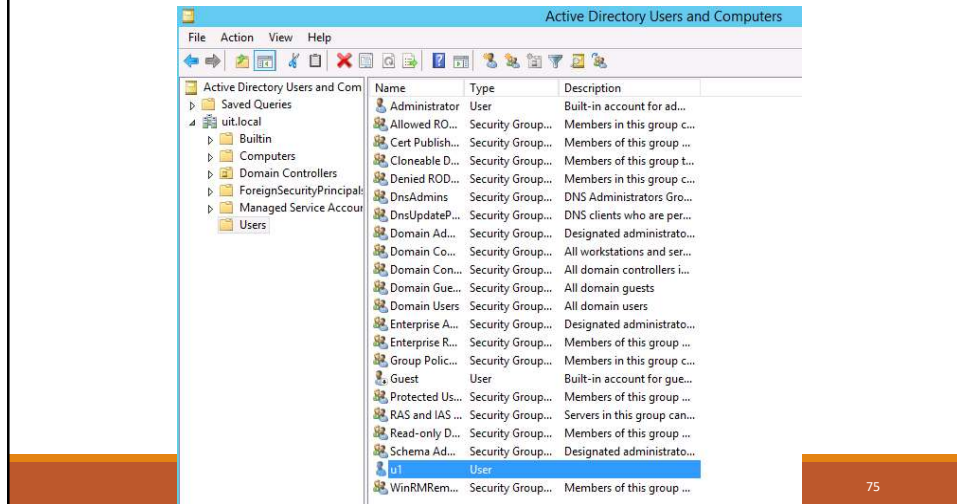 Active Directory Users and Computers
File Action View Help
Active Directory Users and Com
Saved Queries
uit.local
Builtin
Computers
Domain Controllers
ForeignSecurityPrincipals
Managed Service Accour
Users
Name Type Description
Administrator User Built-in account for ad...
Allowed RO... Security Group... Members in this group c...
Cert Publish... Security Group... Members of this group ...
Cloneable D... Security Group... Members of this group t...
Denied ROD... Security Group... Members in this group c...
DnsAdmins Security Group... DNS Administrators Gro...
DnsUpdateP... Security Group... DNS clients who are per...
Domain Ad... Security Group... Designated administrato...
Domain Co... Security Group... All workstations and ser...
Domain Con... Security Group... All domain controllers i...
Domain Gue... Security Group... All domain guests
Domain Users Security Group... All domain users
Enterprise A... Security Group... Designated administrato...
Enterprise R... Security Group... Members of this group ...
Group Polic... Security Group... Members in this group c...
Guest User Built-in account for gue...
Protected Us... Security Group... Members of this group ...
RAS and IAS ... Security Group... Servers in this group can...
Read-only D... Security Group... Members of this group ...
Schema Ad... Security Group... Designated administrato...
u1 User
WinRMRem... Security Group... Members of this group ...
75